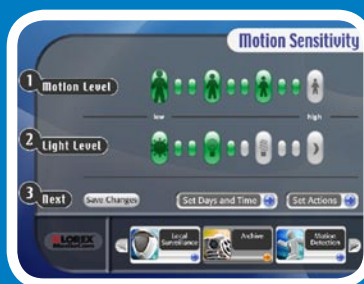 Motion Sensitivity
1 Motion Level
low high
2 Light Level
3 Next Save Changes Set Days and Time Set Actions
LOREX
Local Surveillance
Archive
Motion Detection